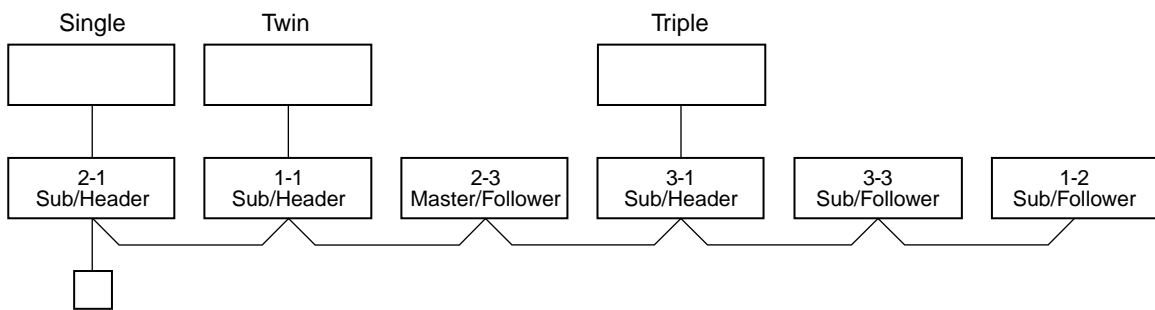 Single
Twin
Triple
2-1
Sub/Header
1-1
Sub/Header
2-3
Master/Follower
3-1
Sub/Header
3-3
Sub/Follower
1-2
Sub/Follower